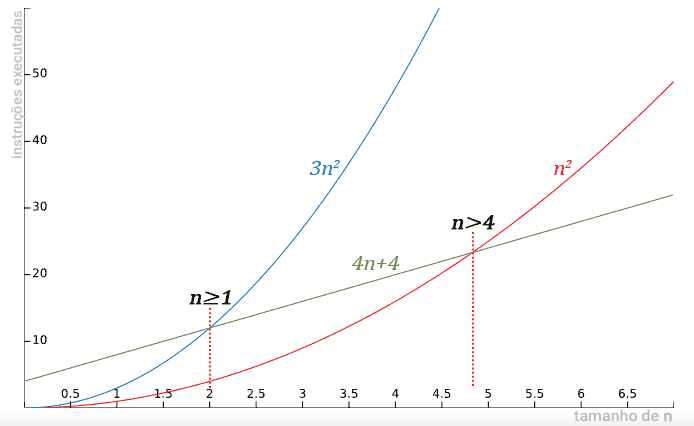 instruções executadas
50
40
30
20
10
3n²
n²
4n+4
n≥1
n>4
0.5 1 1.5 2 2.5 3 3.5 4 4.5 5 5.5 6 6.5
tamanho de n